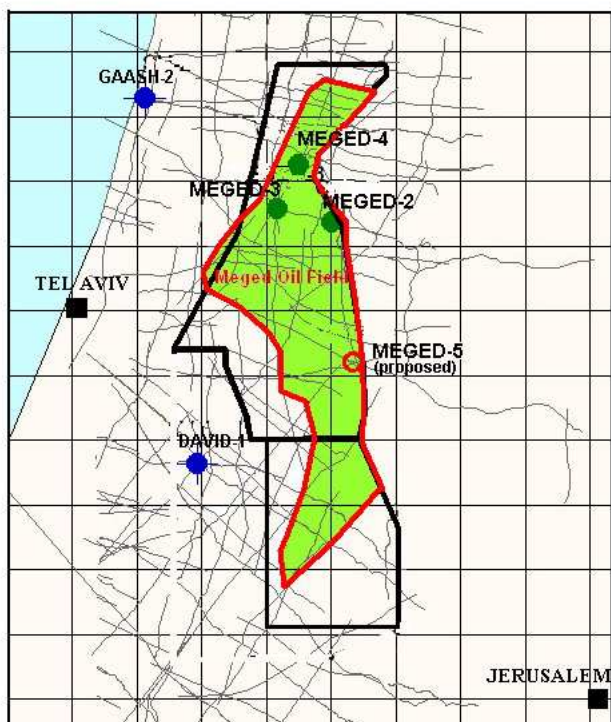 GAASH-2
MEGED-4
MEGED-3
MEGED-2
Meged Oil Field
TEL AVIV
MEGED-5
(proposed)
DAVID-1
JERUSALEM